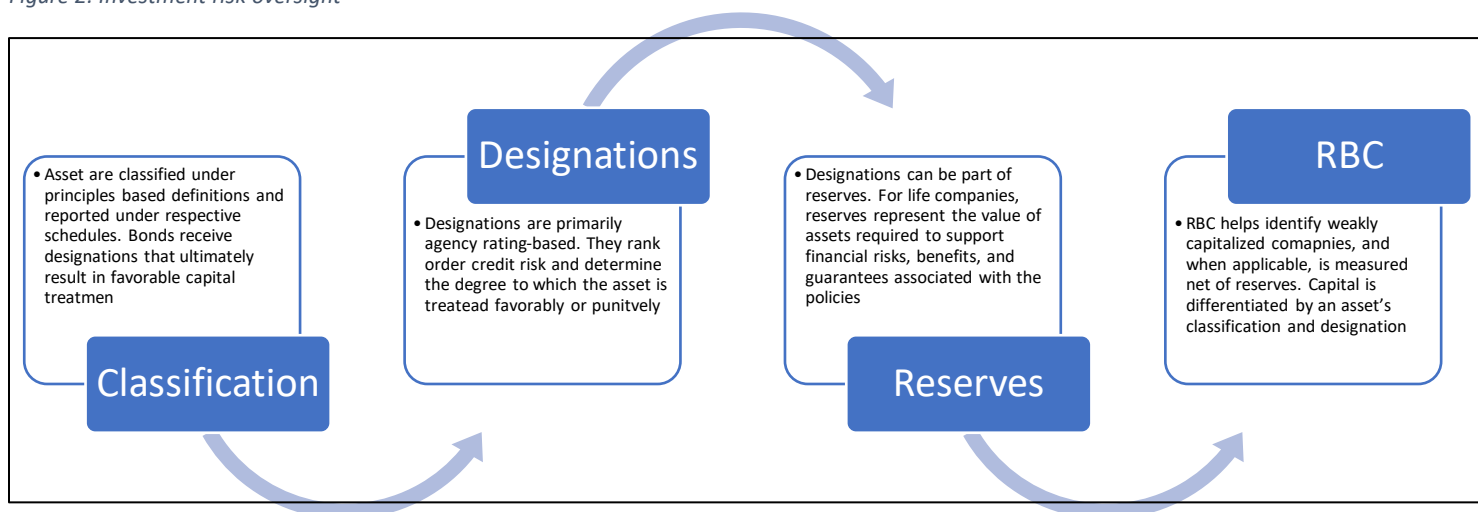 Figure 2: Investment risk oversight
• Asset are classified under
principles based definitions and
reported under respective
schedules. Bonds receive
designations that ultimately
result in favorable capital
treatmen
Classification
Designations
• Designations are primarily
agency rating-based. They rank
order credit risk and determine
the degree to which the asset is
treatead favorably or punitvely
• Designations can be part of
reserves. For life companies,
reserves represent the value of
assets required to support
financial risks, benefits, and
guarantees associated with the
policies
Reserves
RBC
• RBC helps identify weakly
capitalized comapnies, and
when applicable, is measured
net of reserves. Capital is
differentiated by an asset’s
classification and designation